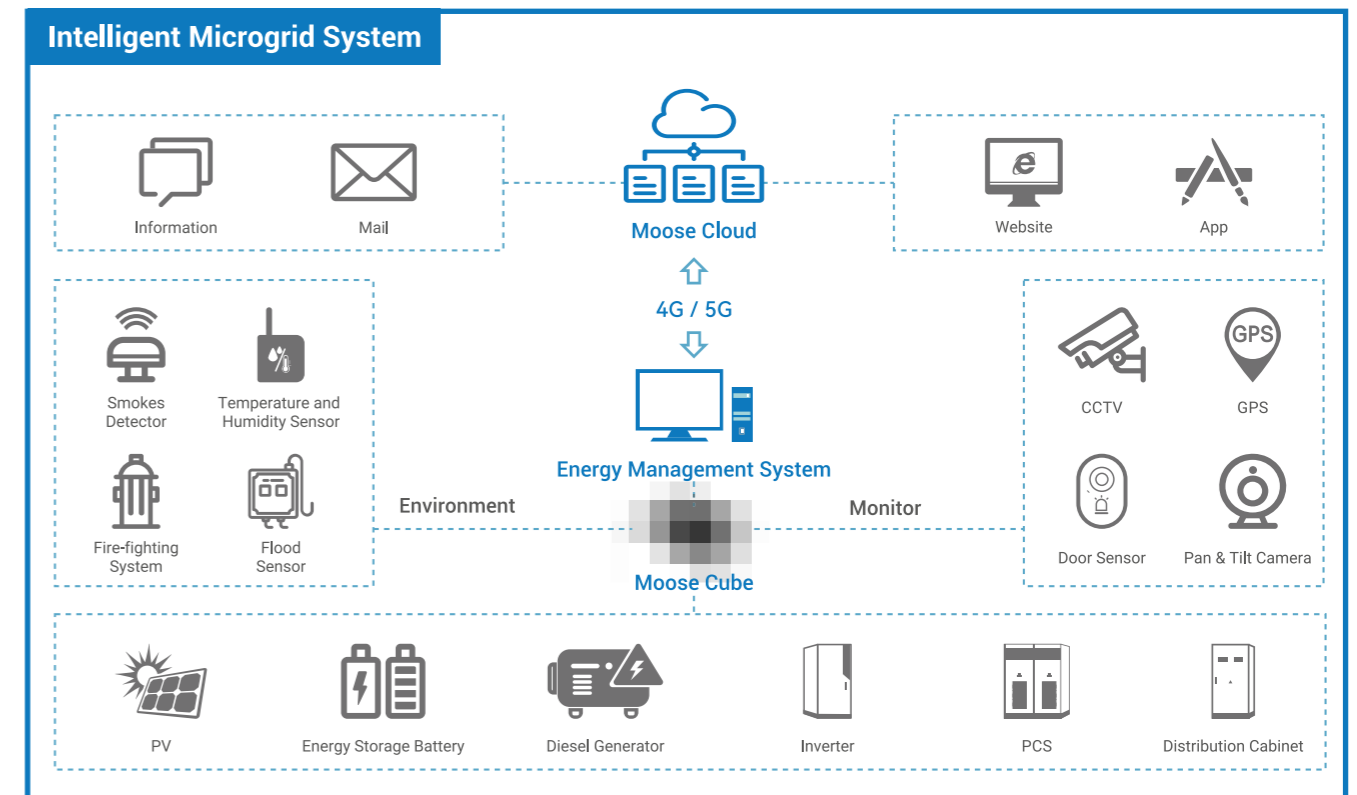 Intelligent Microgrid System
Information
Mail
Moose Cloud
Website
App
4G / 5G
Smokes
Detector
Temperature and
Humidity Sensor
Fire-fighting
System
Flood
Sensor
Environment
Energy Management System
Monitor
Moose Cube
CCTV
GPS
GPS
Door Sensor
Pan & Tilt Camera
PV
Energy Storage Battery
Diesel Generator
Inverter
PCS
Distribution Cabinet